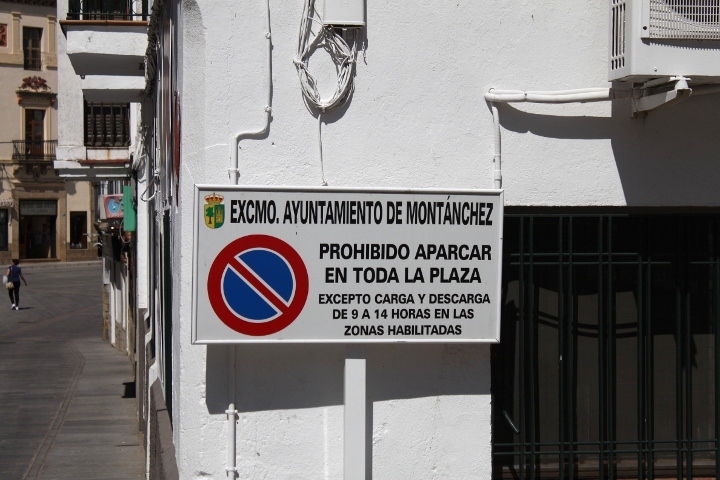 EXCMO. AYUNTAMIENTO DE MONTÁNCHEZ
PROHIBIDO APARCAR
EN TODA LA PLAZA
EXCEPTO CARGA Y DESCARGA
DE 9 A 14 HORAS EN LAS
ZONAS HABILITADAS